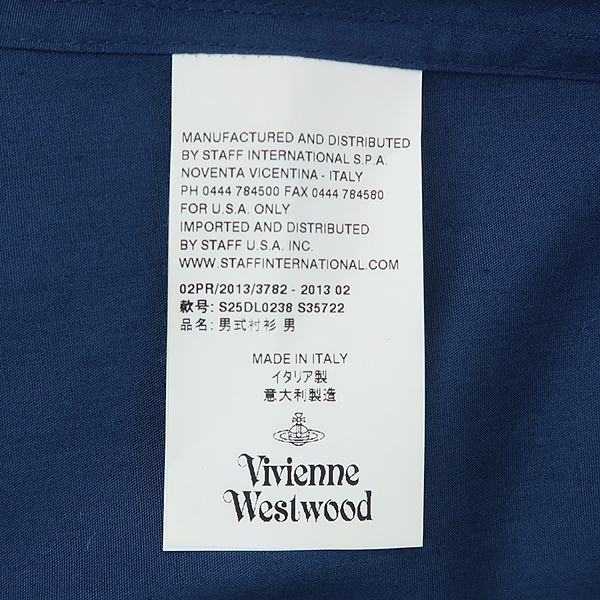 MANUFACTURED AND DISTRIBUTED
BY STAFF INTERNATIONAL S.P.A.
NOVENTA VICENTINA - ITALY
PH 0444 784500 FAX 0444 784580
FOR U.S.A. ONLY
IMPORTED AND DISTRIBUTED
BY STAFF U.S.A. INC.
WWW.STAFFINTERNATIONAL.COM
02PR/2013/3782 - 2013 02
款号: S25DL0238 S35722
品名: 男式衬衫 男
MADE IN ITALY
イタリア製
意大利製造
Vivienne
Westwood